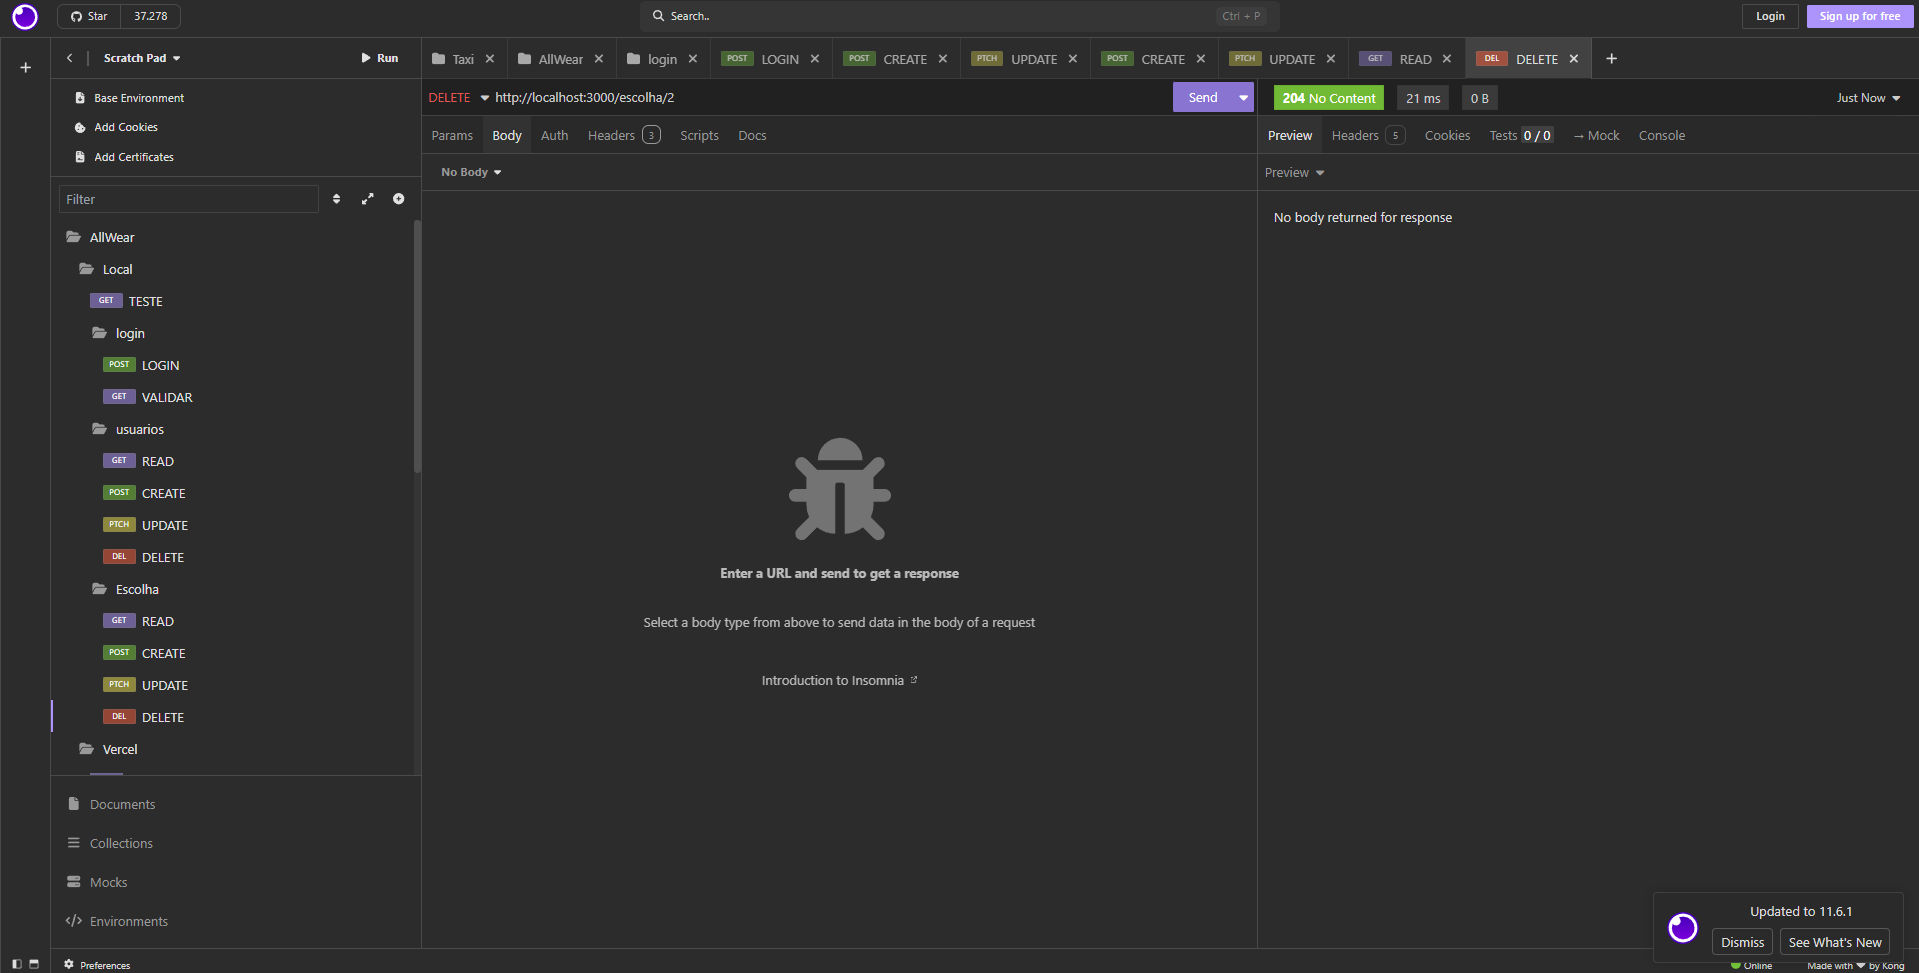 Star 37.278
Search..
Ctrl + P
Login
Sign up for free
Scratch Pad
Run
Taxi
AllWear
login
POST LOGIN
POST CREATE
PTCH UPDATE
POST CREATE
PTCH UPDATE
GET READ
DEL DELETE
Base Environment
Add Cookies
Add Certificates
Filter
AllWear
Local
GET TESTE
login
POST LOGIN
GET VALIDAR
usuarios
GET READ
POST CREATE
PTCH UPDATE
DEL DELETE
Escolha
GET READ
POST CREATE
PTCH UPDATE
DEL DELETE
Vercel
Documents
Collections
Mocks
Environments
Preferences
DELETE http://localhost:3000/escolha/2
Send
Params Body Auth Headers 3 Scripts Docs
No Body
Enter a URL and send to get a response
Select a body type from above to send data in the body of a request
Introduction to Insomnia
204 No Content 21 ms 0 B
Just Now
Preview Headers 5 Cookies Tests 0 / 0 → Mock Console
Preview
No body returned for response
Updated to 11.6.1
Dismiss
See What's New
Online
Made with ❤ by Kong